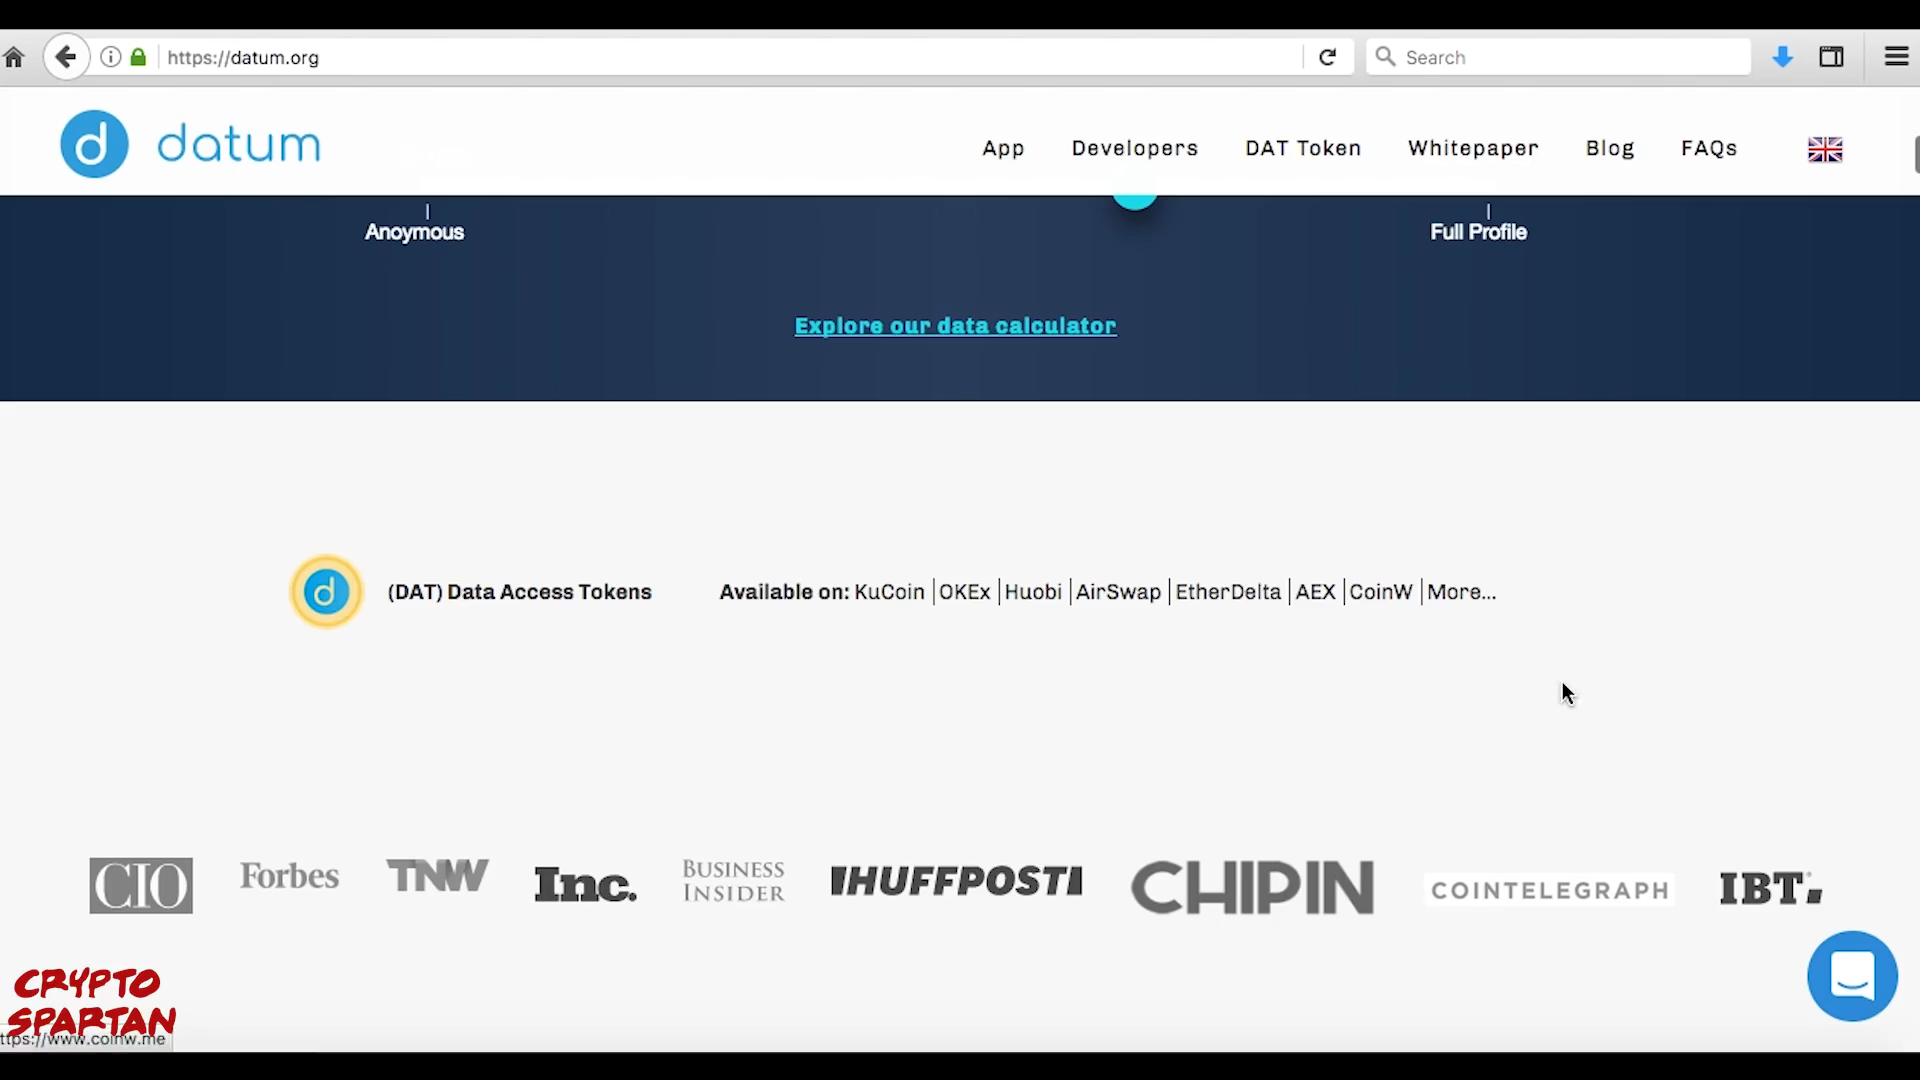 https://datum.org
Search
datum
App
Developers
DAT Token
Whitepaper
Blog
FAQs
Anoymous
Full Profile
Explore our data calculator
(DAT) Data Access Tokens
Available on: KuCoin | OKEx | Huobi | AirSwap | EtherDelta | AEX | CoinW | More...
CIO
Forbes
TNW
Inc.
BUSINESS
INSIDER
HUFFPOST
CHIPIN
COINTELEGRAPH
IBT
CRYPTO
SPARTAN
ttps://www.coinw.me